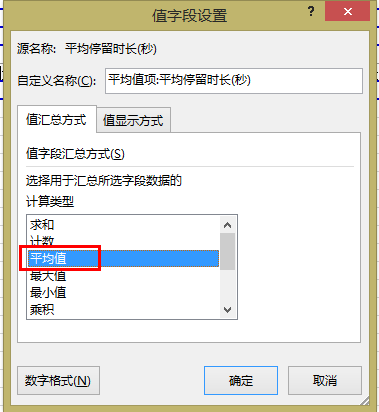 值字段设置
?
源名称: 平均停留时长(秒)
自定义名称(C): 平均值项:平均停留时长(秒)
值汇总方式 值显示方式
值字段汇总方式(S)
选择用于汇总所选字段数据的
计算类型
求和
计数
平均值
最大值
最小值
乘积
数字格式(N) 确定 取消